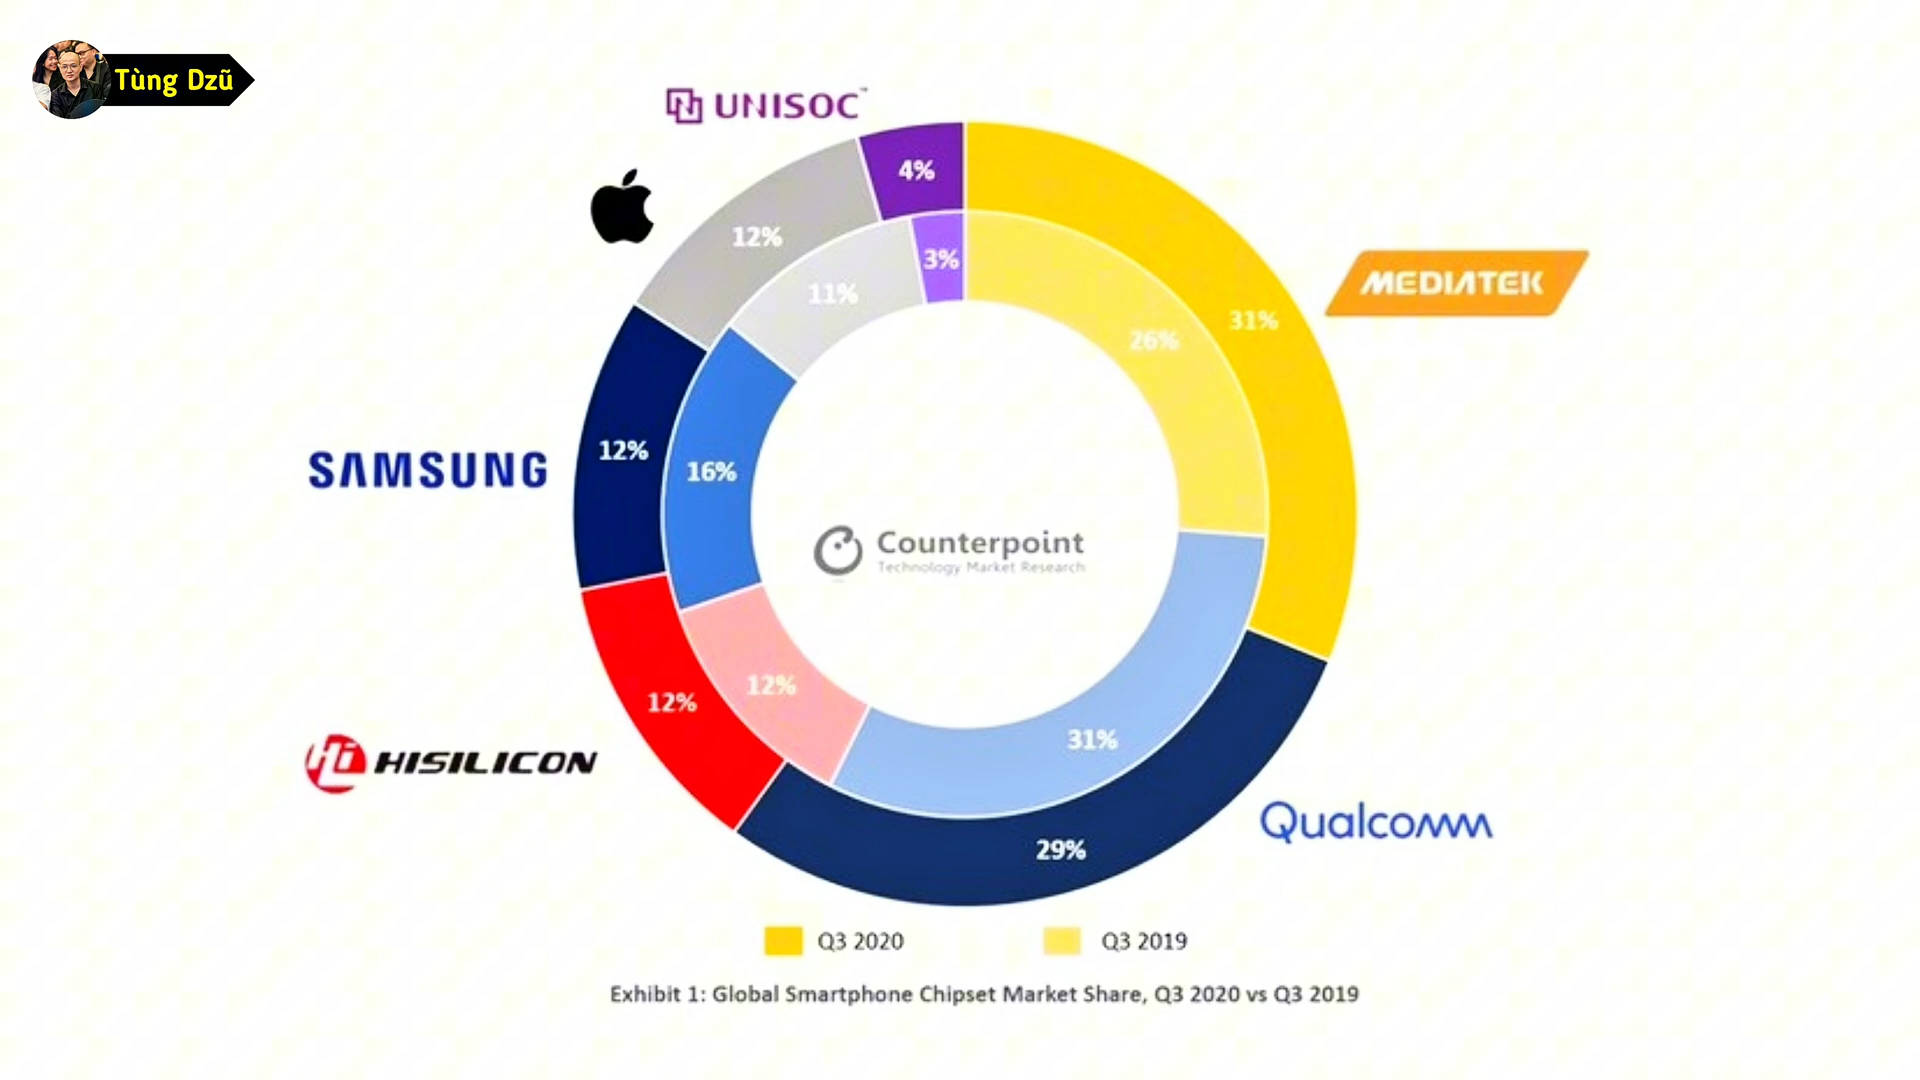 Tùng Dzũ
UNISOC™
4%
12%
3%
11%
MEDIATEK
31%
26%
SAMSUNG
12%
16%
Counterpoint
Technology Market Research
12%
12%
Hi HISILICON
31%
Qualcomm
29%
Q3 2020 Q3 2019
Exhibit 1: Global Smartphone Chipset Market Share, Q3 2020 vs Q3 2019